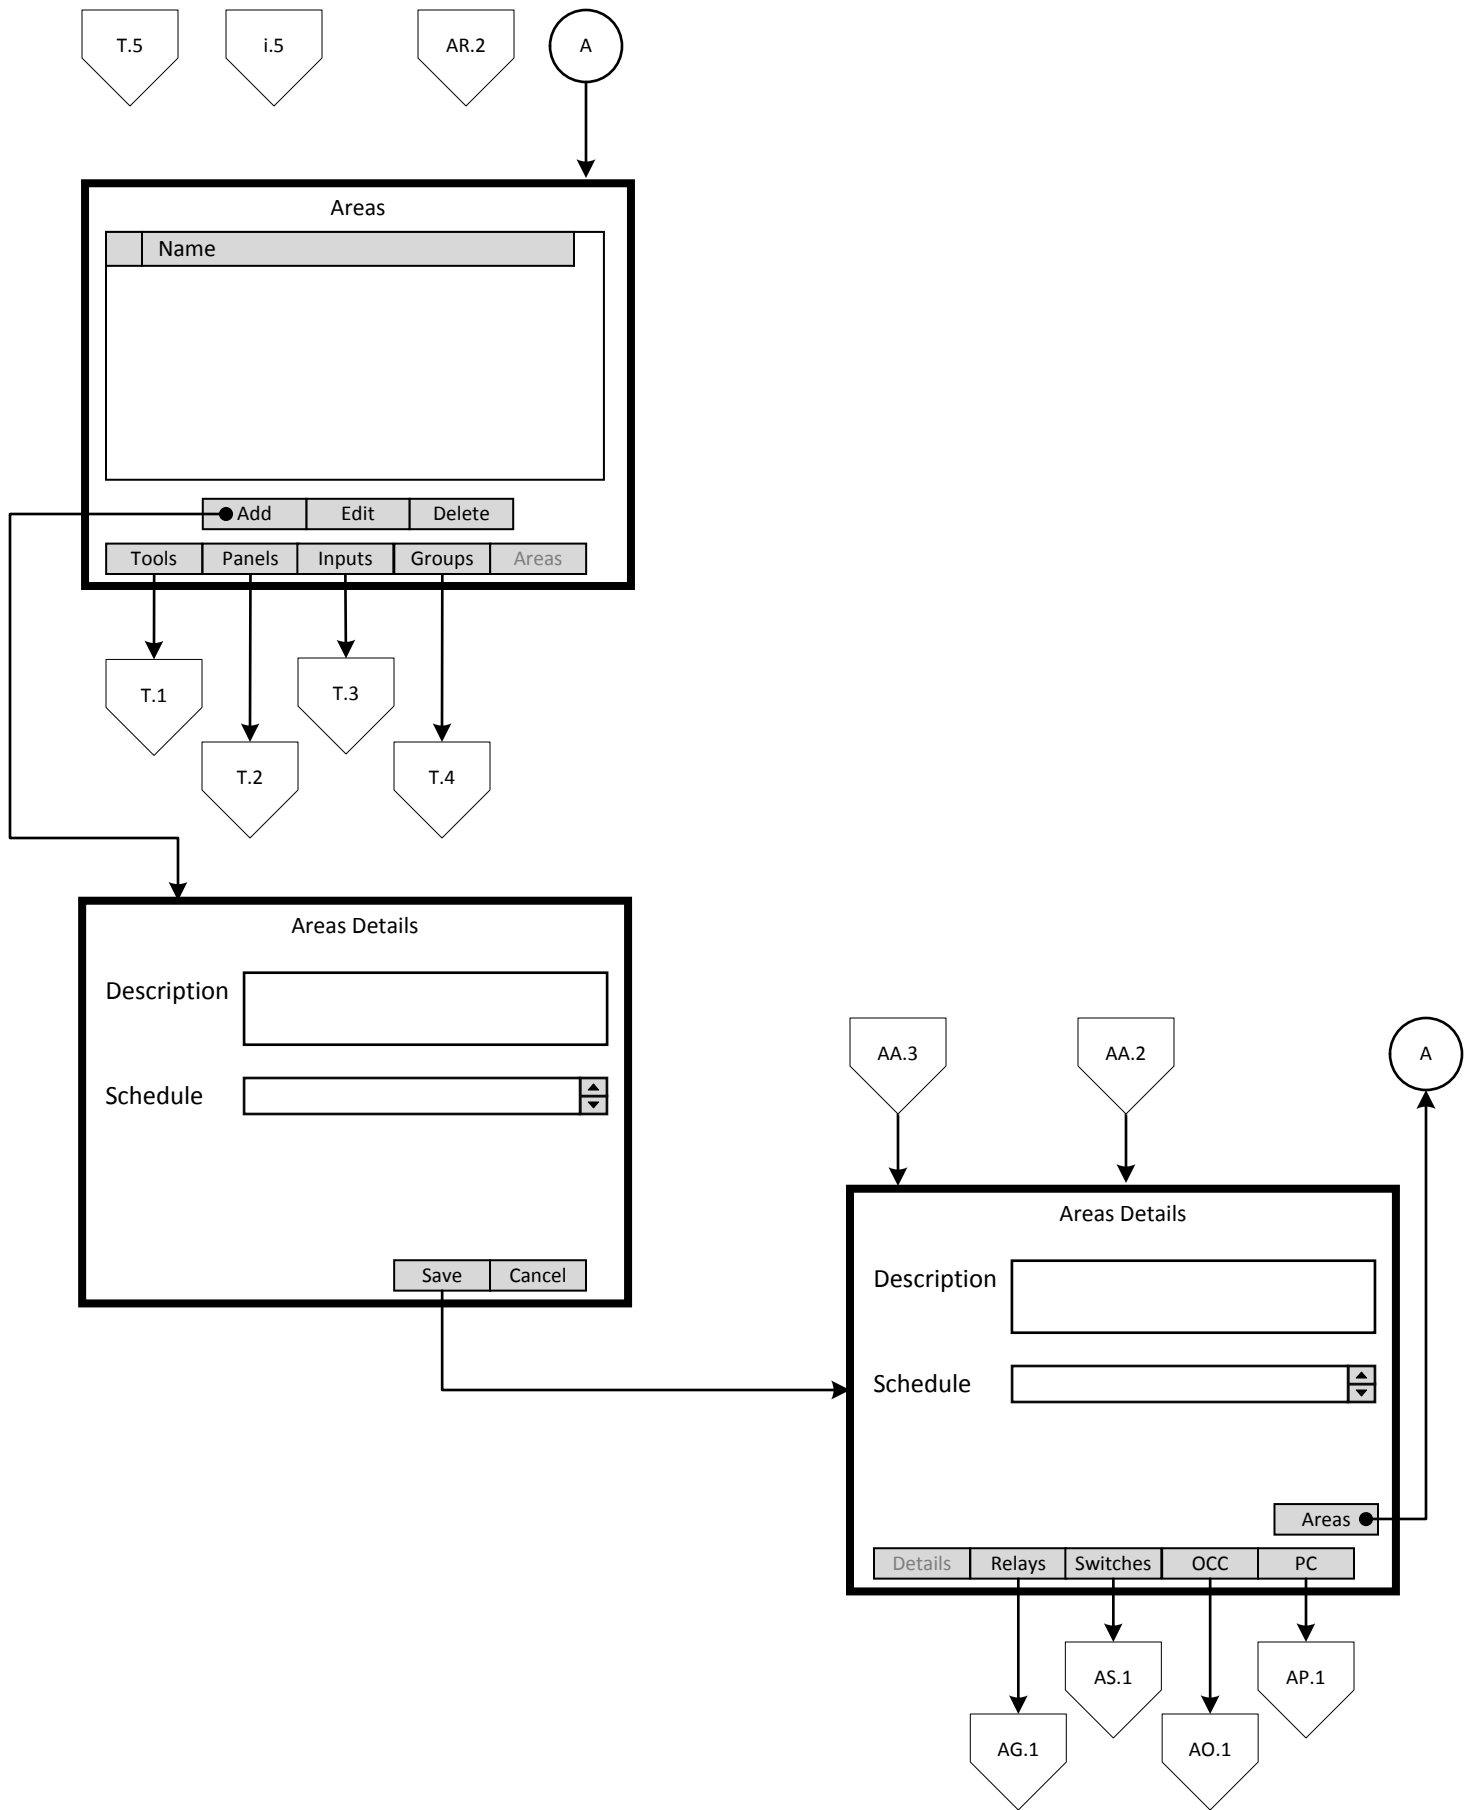 T.5 i.5 AR.2 A
Areas
Name
Add Edit Delete
Tools Panels Inputs Groups Areas
T.1 T.3
T.2 T.4
Areas Details
Description
Schedule
Save Cancel
AA.3 AA.2 A
Areas Details
Description
Schedule
Areas
Details Relays Switches OCC PC
AS.1 AP.1
AG.1 AO.1